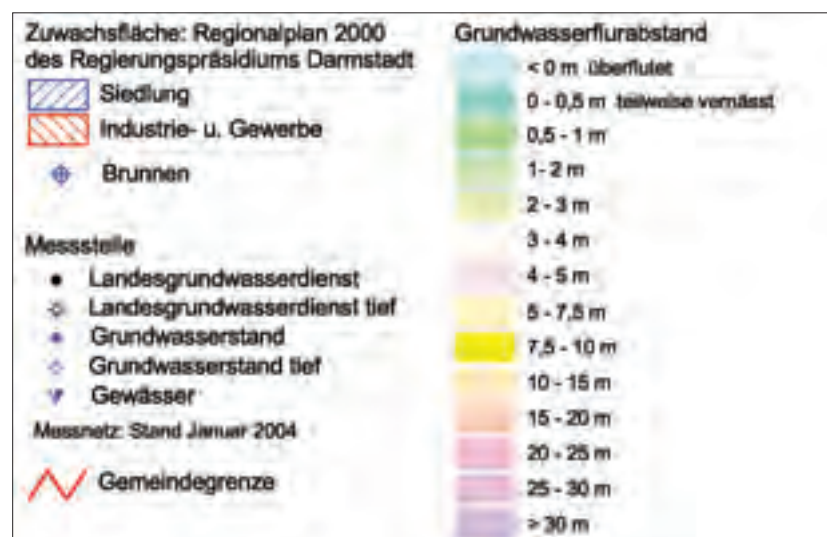 Zuwachsfläche: Regionalplan 2000
des Regierungspräsidiums Darmstadt
Siedlung
Industrie- u. Gewerbe
Brunnen
Messstelle
Landesgrundwasserdienst
Landesgrundwasserdienst tief
Grundwasserstand
Grundwasserstand tief
Gewässer
Messnetz: Stand Januar 2004
Gemeindegrenze
Grundwasserflurabstand
< 0 m überflutet
0 - 0,5 m teilweise vernässt
0,5 - 1 m
1- 2 m
2 - 3 m
3 - 4 m
4 - 5 m
5 - 7,5 m
7,5 - 10 m
10 - 15 m
15 - 20 m
20 - 25 m
25 - 30 m
> 30 m